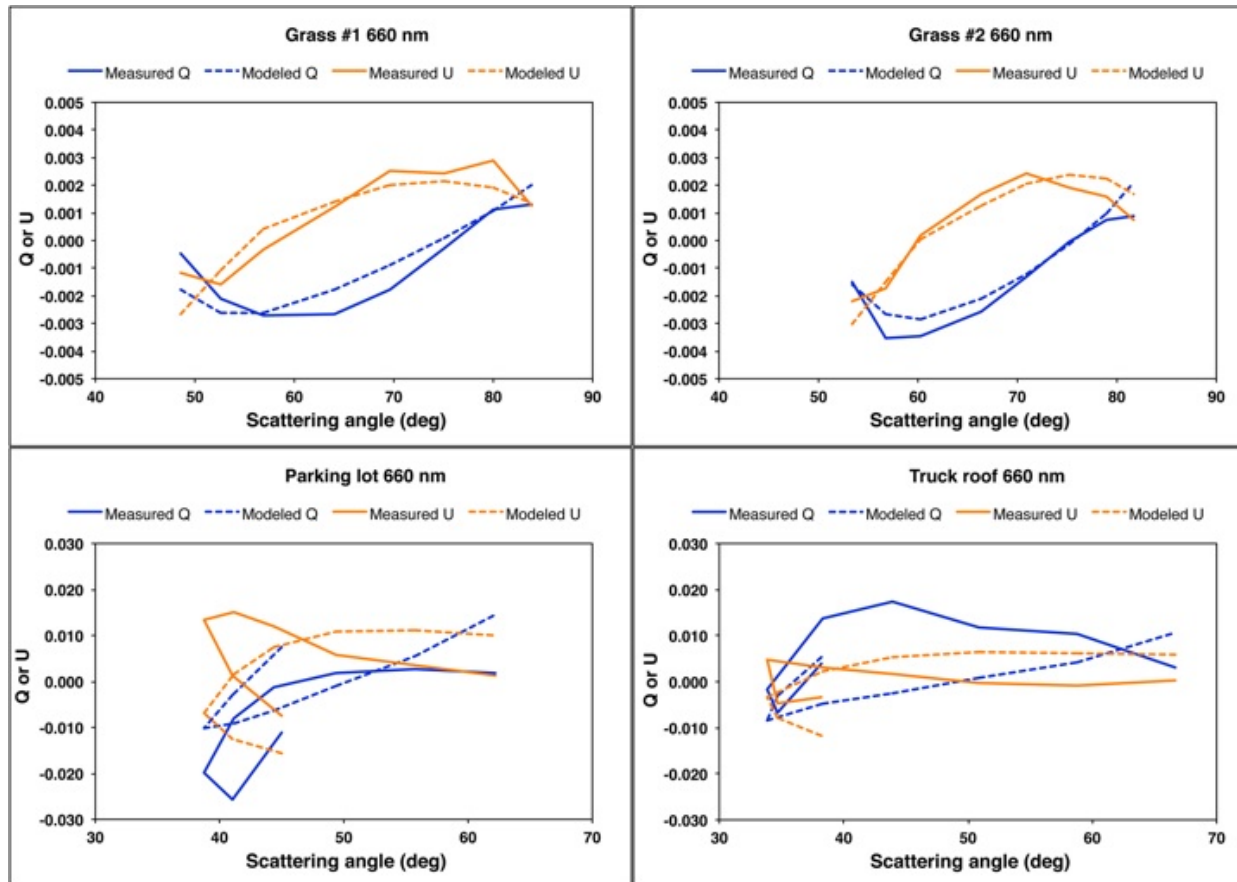 Grass #1 660 nm
Measured Q Modeled Q Measured U Modeled U
0.005
0.004
0.003
0.002
0.001
0.000
-0.001
-0.002
-0.003
-0.004
-0.005
Q or U
40 50 60 70 80 90
Scattering angle (deg)
Grass #2 660 nm
Measured Q Modeled Q Measured U Modeled U
0.005
0.004
0.003
0.002
0.001
0.000
-0.001
-0.002
-0.003
-0.004
-0.005
Q or U
40 50 60 70 80 90
Scattering angle (deg)
Parking lot 660 nm
Measured Q Modeled Q Measured U Modeled U
0.030
0.020
0.010
0.000
-0.010
-0.020
-0.030
Q or U
30 40 50 60 70
Scattering angle (deg)
Truck roof 660 nm
Measured Q Modeled Q Measured U Modeled U
0.030
0.020
0.010
0.000
-0.010
-0.020
-0.030
Q or U
30 40 50 60 70
Scattering angle (deg)